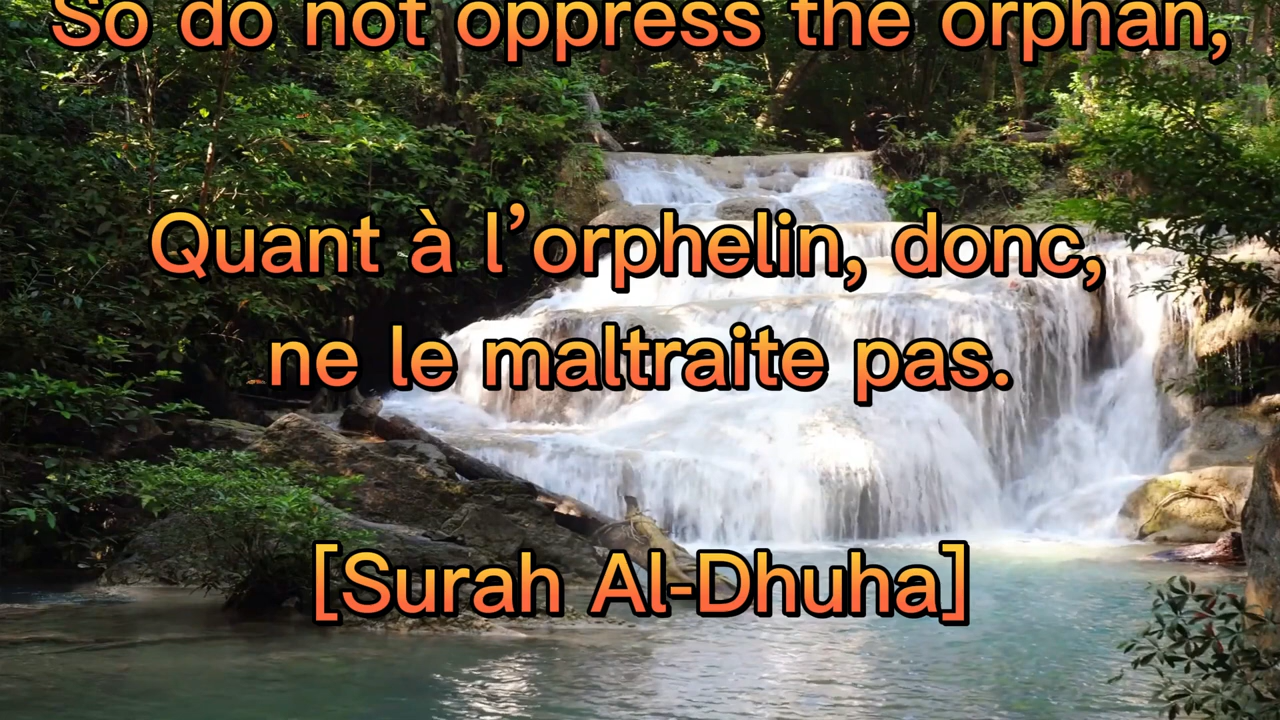 So do not oppress the orphan,
Quant à l’orphelin, donc,
ne le maltraite pas.
[Surah Al-Dhuha]